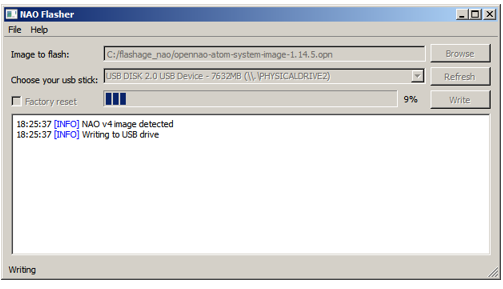 NAO Flasher
File Help
Image to flash: C:/flashage_nao/opennao-atom-system-image-1.14.5.opn Browse
Choose your usb stick: USB DISK 2.0 USB Device - 7632MB (\\.\PHYSICALDRIVE2) Refresh
Factory reset 9% Write
18:25:37 [INFO] NAO v4 image detected
18:25:37 [INFO] Writing to USB drive
Writing